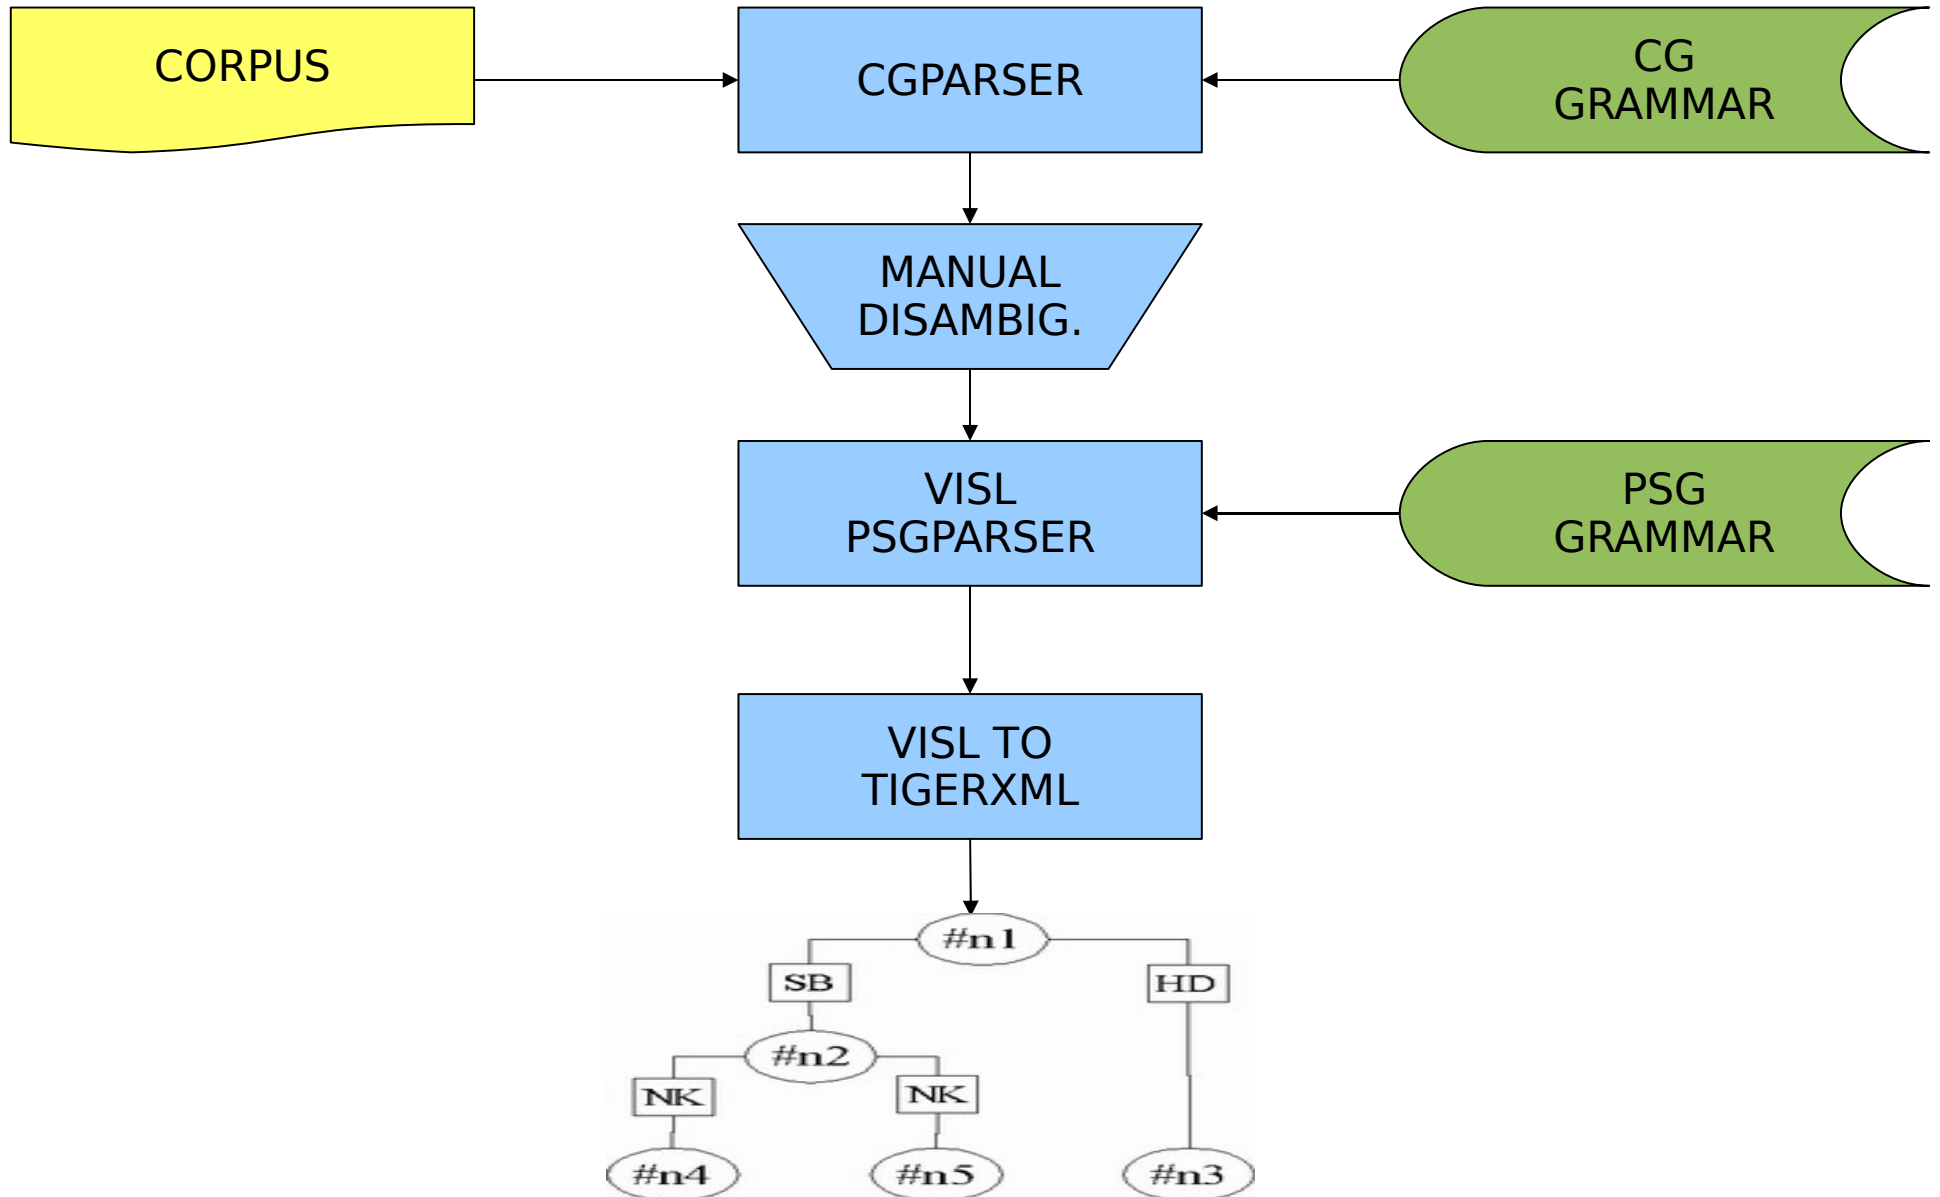 CORPUS
CGPARSER
CG
GRAMMAR
MANUAL
DISAMBIG.
VISL
PSGPARSER
PSG
GRAMMAR
VISL TO
TIGERXML
#n1
SB
HD
#n2
NK
NK
#n4
#n5
#n3